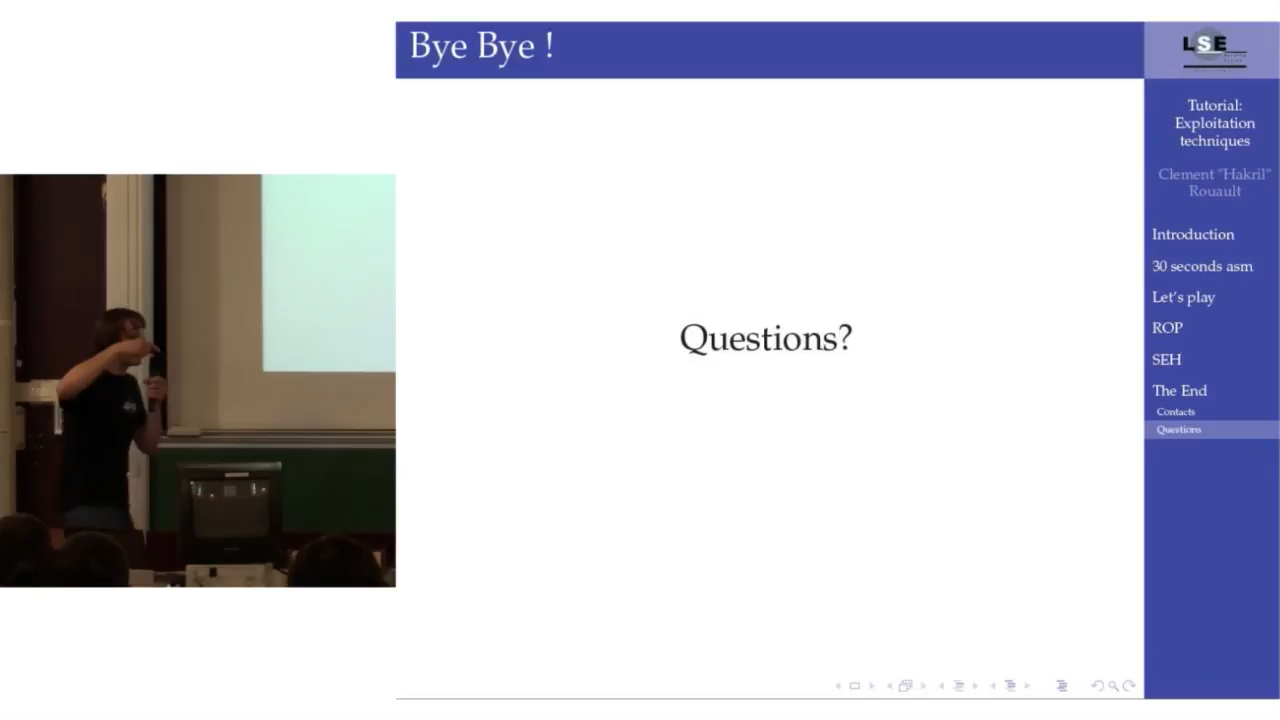 Bye Bye !
LSE
Tutorial:
Exploitation
techniques
Clement "Hakril"
Rouault
Introduction
30 seconds asm
Let's play
ROP
SEH
The End
Contacts
Questions
Questions?